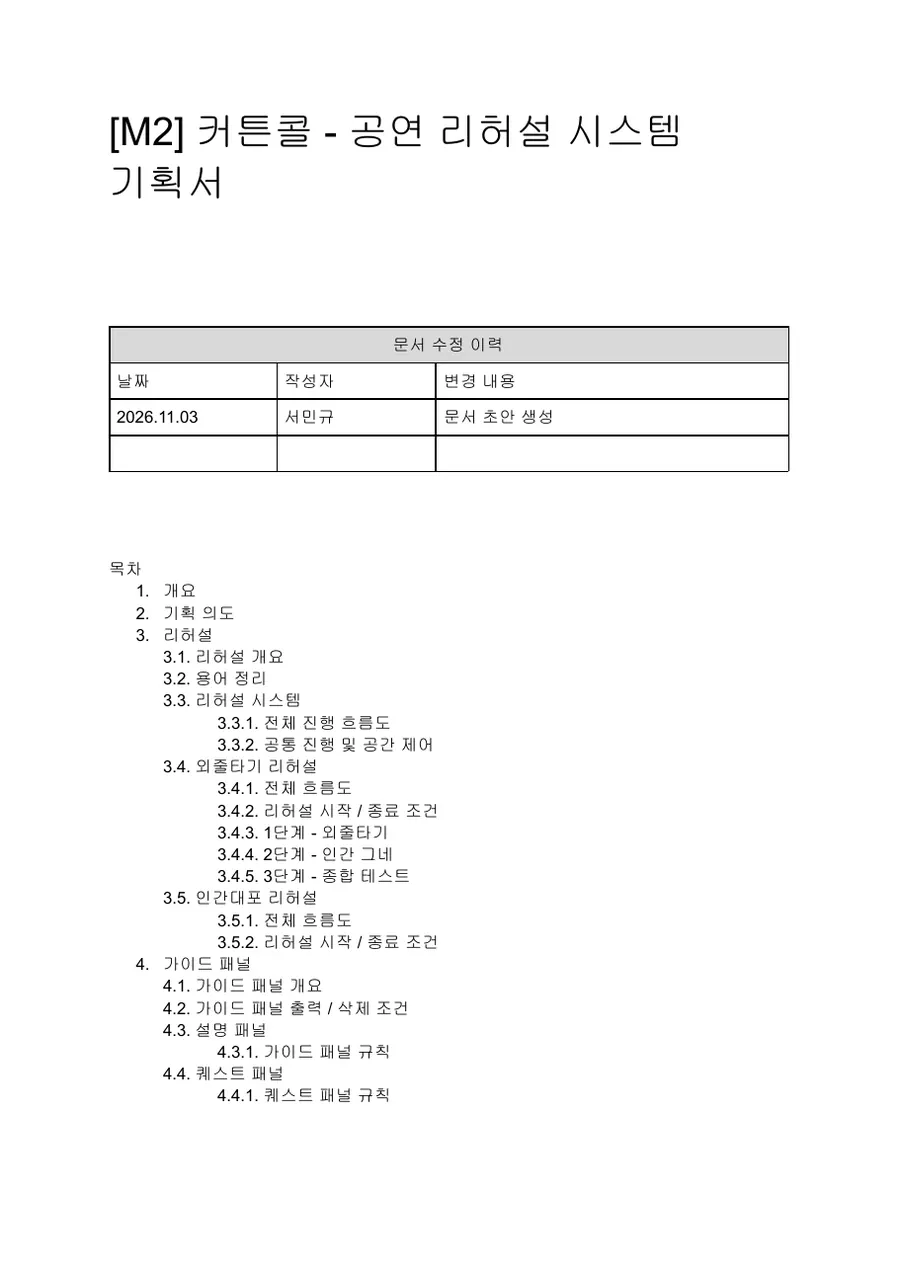 [M2] 커튼콜 - 공연 리허설 시스템
기획서
문서 수정 이력
날짜 작성자 변경 내용
2026.11.03 서민규 문서 초안 생성
목차
1. 개요
2. 기획 의도
3. 리허설
3.1. 리허설 개요
3.2. 용어 정리
3.3. 리허설 시스템
3.3.1. 전체 진행 흐름도
3.3.2. 공통 진행 및 공간 제어
3.4. 외줄타기 리허설
3.4.1. 전체 흐름도
3.4.2. 리허설 시작 / 종료 조건
3.4.3. 1단계 - 외줄타기
3.4.4. 2단계 - 인간 그네
3.4.5. 3단계 - 종합 테스트
3.5. 인간대포 리허설
3.5.1. 전체 흐름도
3.5.2. 리허설 시작 / 종료 조건
4. 가이드 패널
4.1. 가이드 패널 개요
4.2. 가이드 패널 출력 / 삭제 조건
4.3. 설명 패널
4.3.1. 가이드 패널 규칙
4.4. 퀘스트 패널
4.4.1. 퀘스트 패널 규칙